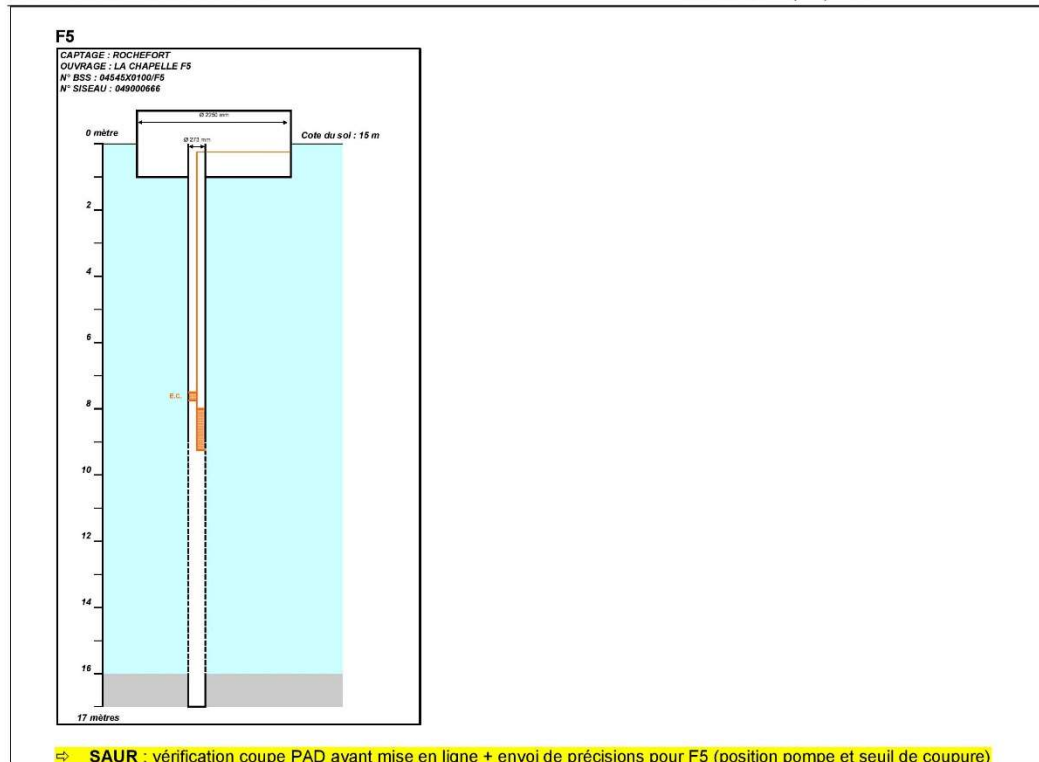 F5
CAPTAGE : ROCHEFORT
OUVRAGE : LA CHAPELLE F5
N° BSS : 04545X0100/F5
N° SISEAU : 049000666
Ø 2250 mm
0 mètre
Ø 273 mm
Cote du sol : 15 m
2
4
6
E.C.
8
10
12
14
16
17 mètres
⇨ SAUR : vérification coupe PAD avant mise en ligne + envoi de précisions pour F5 (position pompe et seuil de coupure)